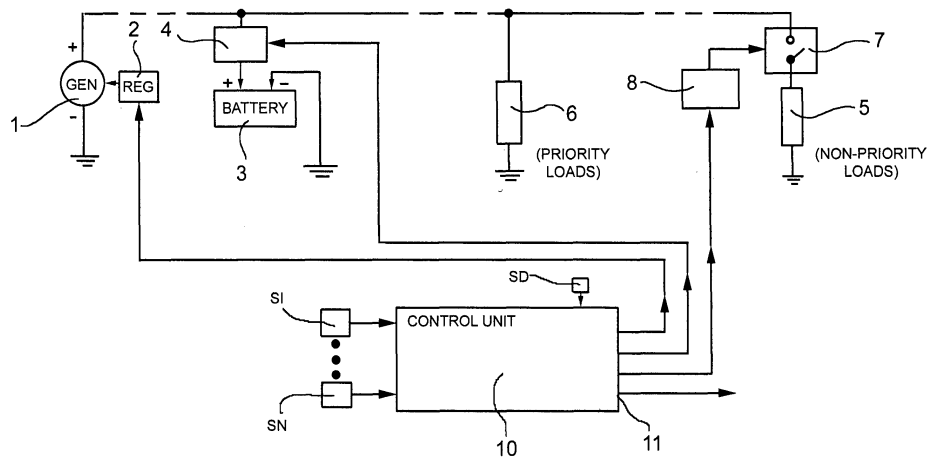 4
7
2
+
+
-
8
GEN
REG
BATTERY
5
1
-
6
3
(PRIORITY
LOADS)
(NON-PRIORITY
LOADS)
SD
SI
CONTROL UNIT
SN
10
11